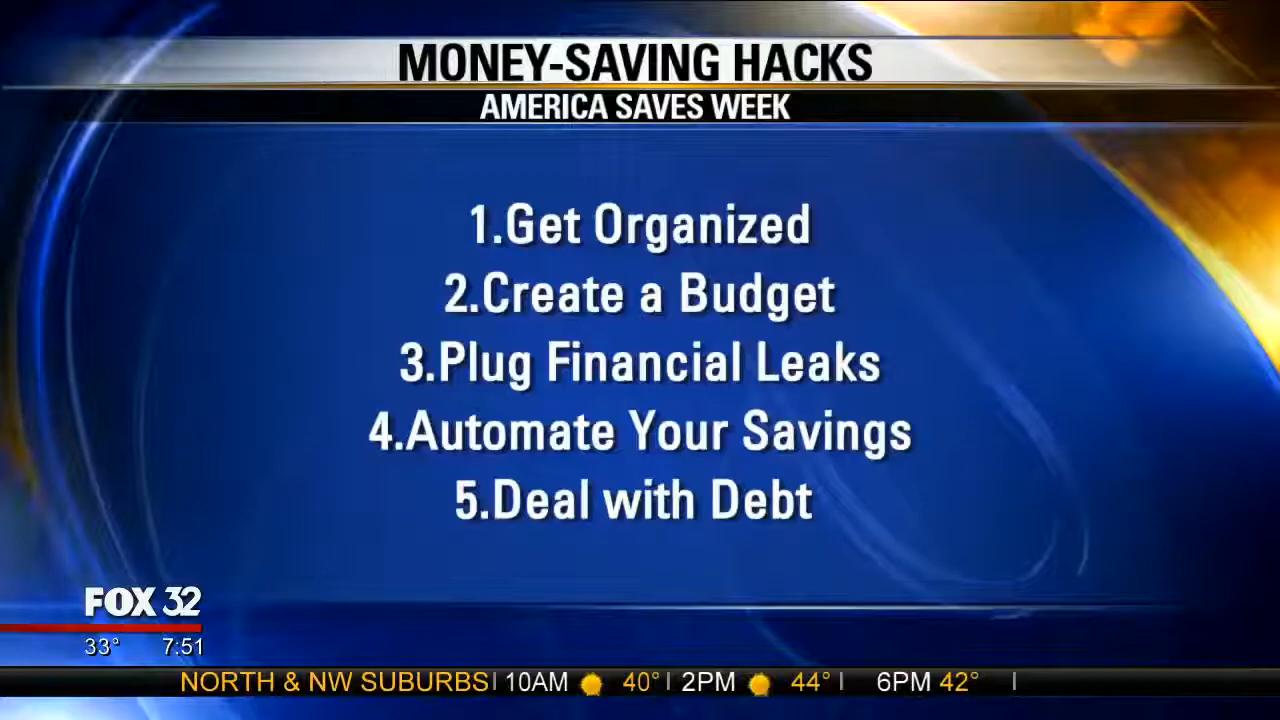 MONEY-SAVING HACKS
AMERICA SAVES WEEK
1.Get Organized
2.Create a Budget
3.Plug Financial Leaks
4.Automate Your Savings
5.Deal with Debt
FOX 32
33° 7:51
NORTH & NW SUBURBS 10AM 40° 2PM 44° 6PM 42°